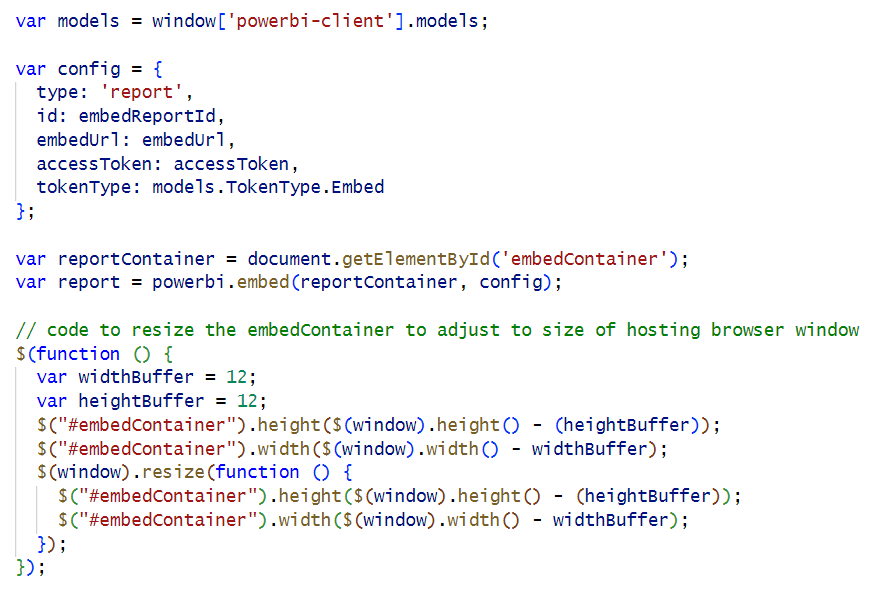 var models = window['powerbi-client'].models;

var config = {
  type: 'report',
  id: embedReportId,
  embedUrl: embedUrl,
  accessToken: accessToken,
  tokenType: models.TokenType.Embed
};

var reportContainer = document.getElementById('embedContainer');
var report = powerbi.embed(reportContainer, config);

// code to resize the embedContainer to adjust to size of hosting browser window
$(function () {
  var widthBuffer = 12;
  var heightBuffer = 12;
  $("#embedContainer").height($(window).height() - (heightBuffer));
  $("#embedContainer").width($(window).width() - widthBuffer);
  $(window).resize(function () {
    $("#embedContainer").height($(window).height() - (heightBuffer));
    $("#embedContainer").width($(window).width() - widthBuffer);
  });
});